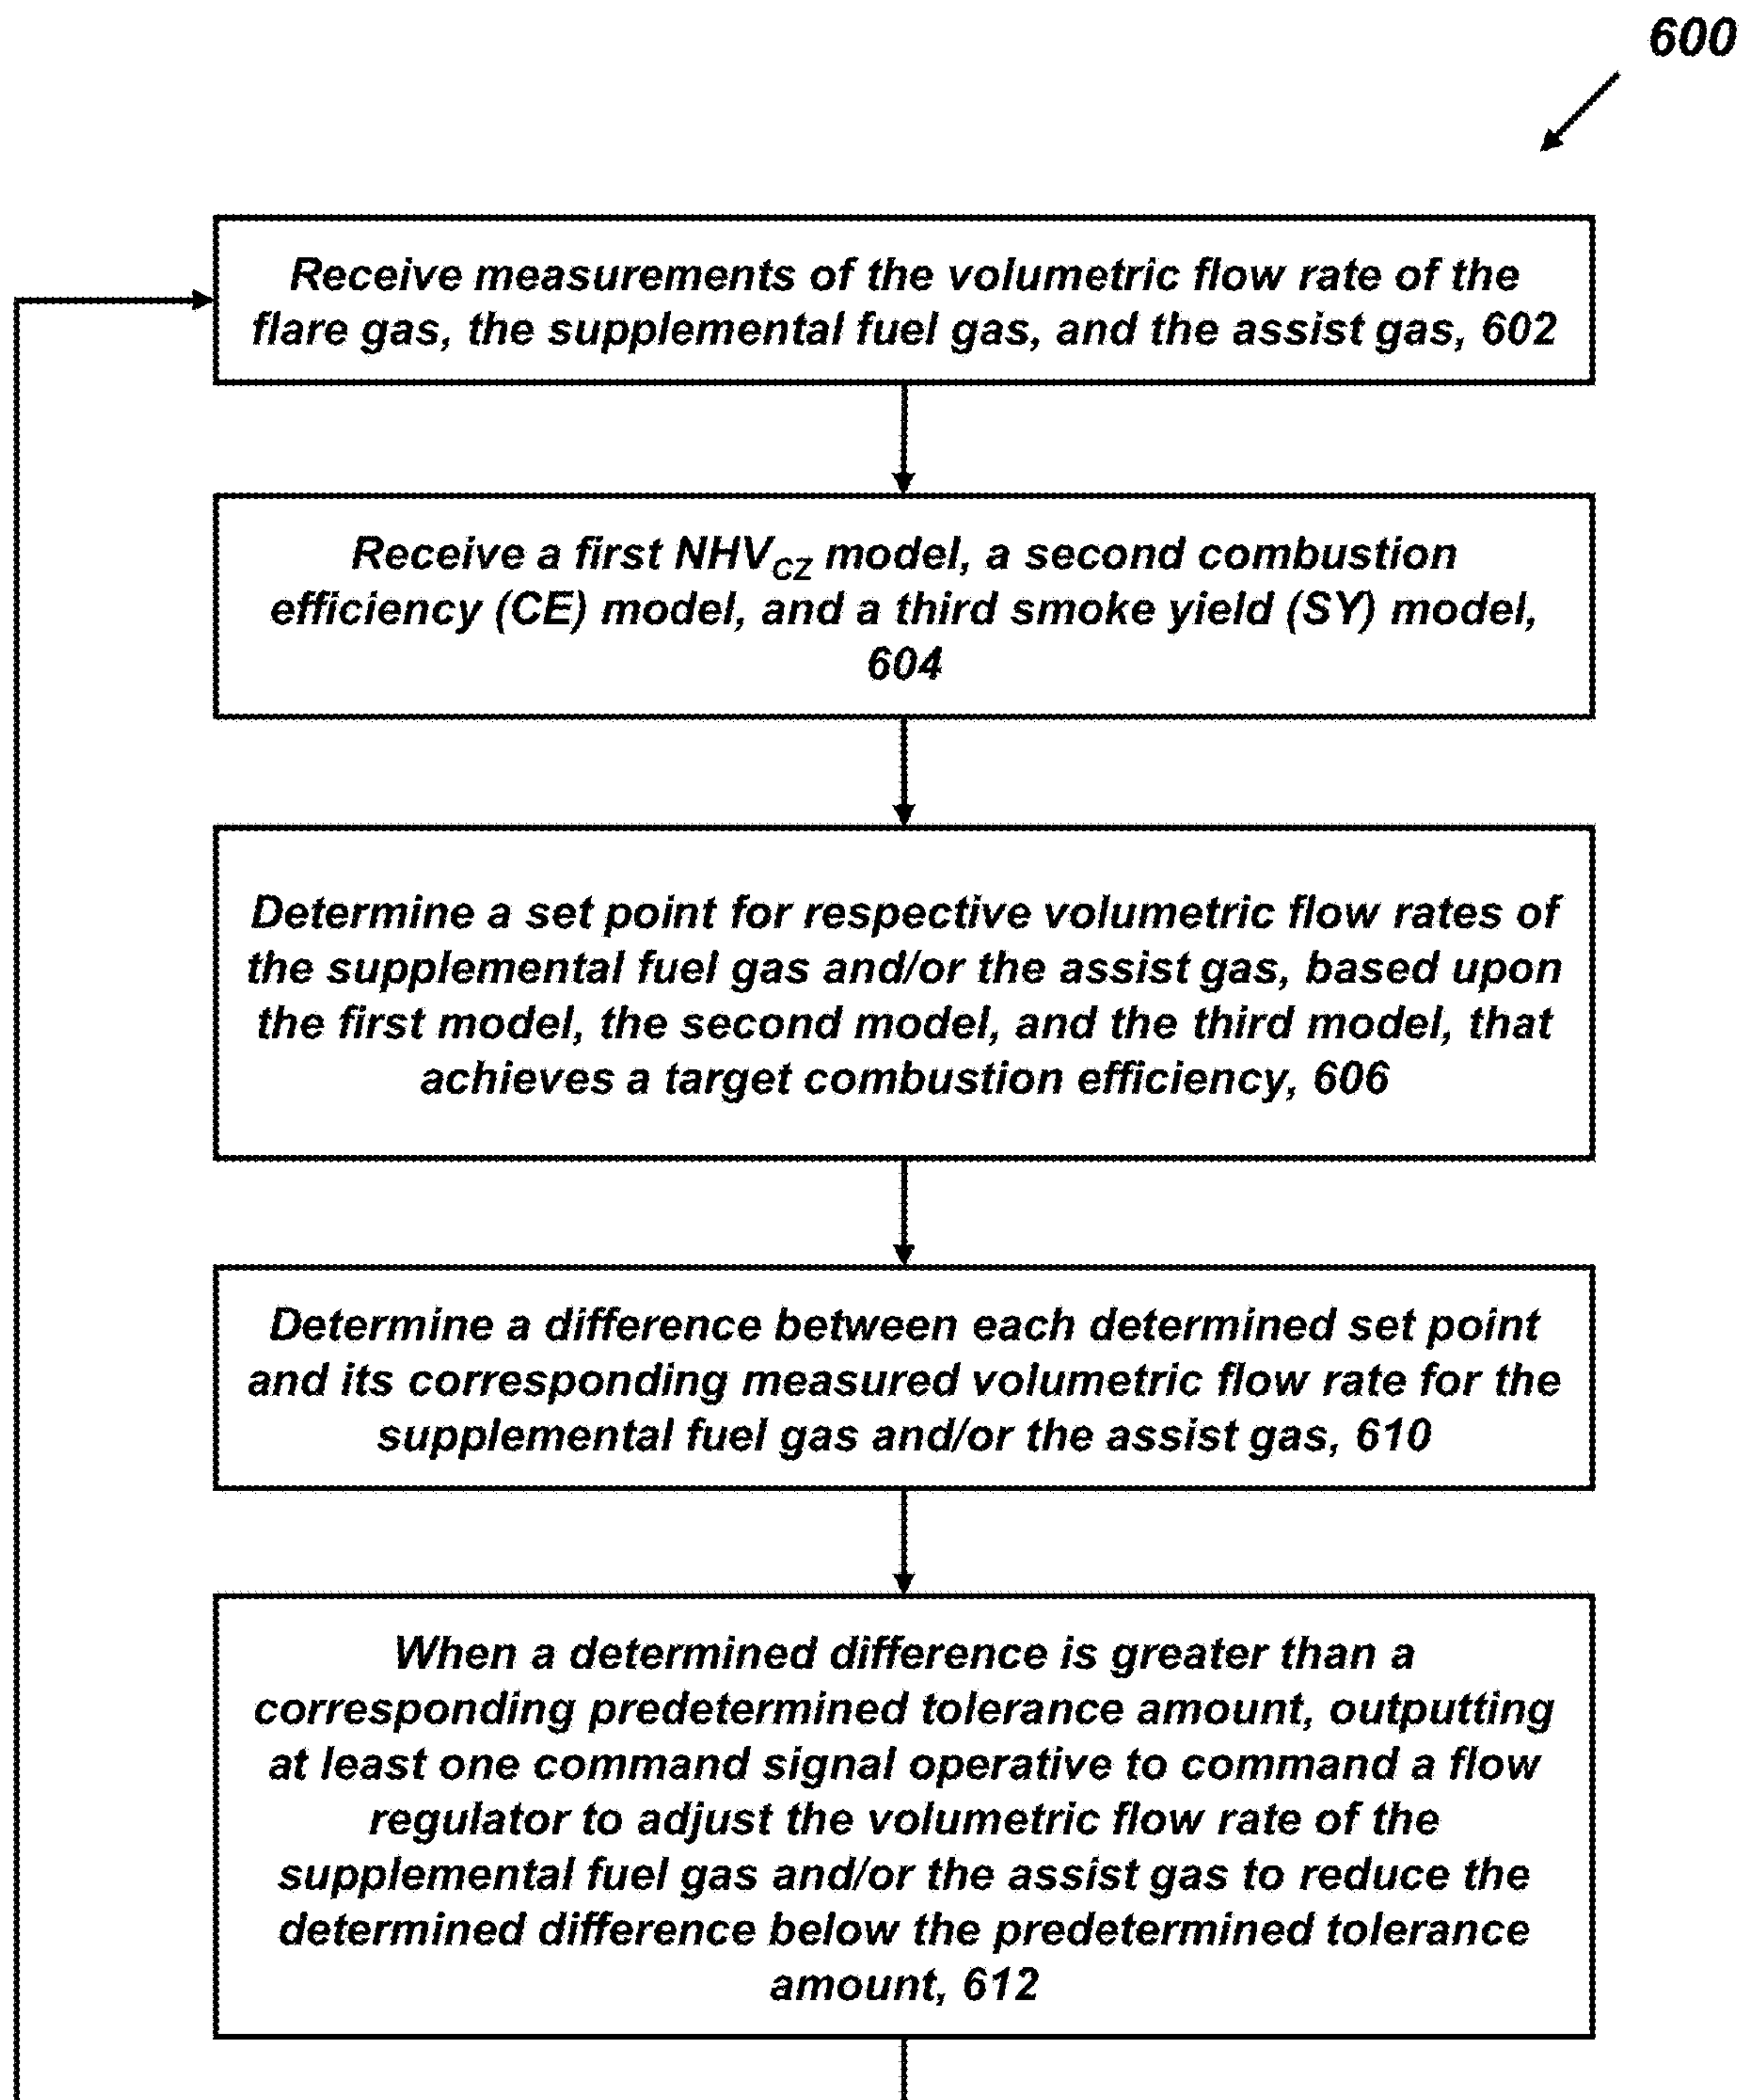 600
Receive measurements of the volumetric flow rate of the
flare gas, the supplemental fuel gas, and the assist gas, 602
Receive a first NHVCZ model, a second combustion
efficiency (CE) model, and a third smoke yield (SY) model,
604
Determine a set point for respective volumetric flow rates of
the supplemental fuel gas and/or the assist gas, based upon
the first model, the second model, and the third model, that
achieves a target combustion efficiency, 606
Determine a difference between each determined set point
and its corresponding measured volumetric flow rate for the
supplemental fuel gas and/or the assist gas, 610
When a determined difference is greater than a
corresponding predetermined tolerance amount, outputting
at least one command signal operative to command a flow
regulator to adjust the volumetric flow rate of the
supplemental fuel gas and/or the assist gas to reduce the
determined difference below the predetermined tolerance
amount, 612